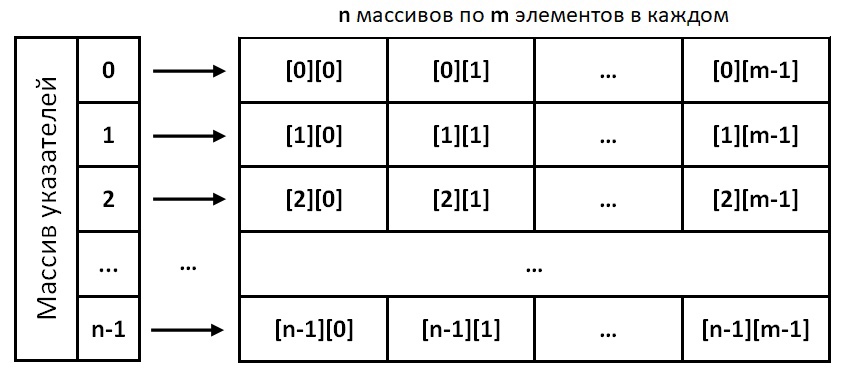 n массивов по m элементов в каждом
Массив указателей
0 [0][0] [0][1] ... [0][m-1]
1 [1][0] [1][1] ... [1][m-1]
2 [2][0] [2][1] ... [2][m-1]
... ... ...
n-1 [n-1][0] [n-1][1] ... [n-1][m-1]